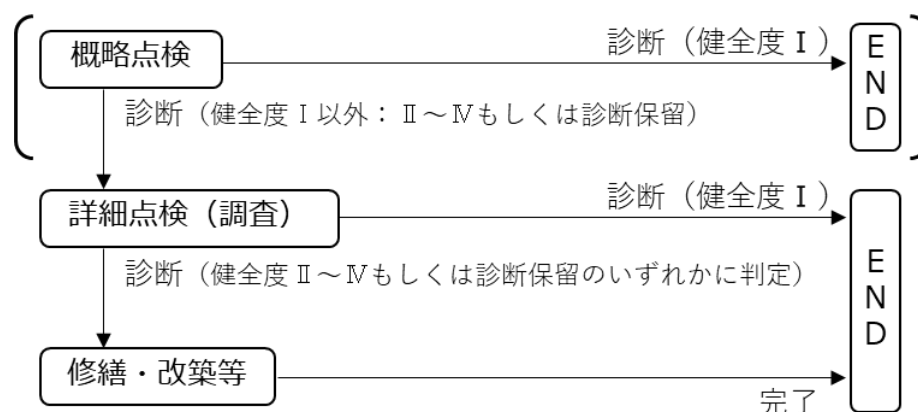 概略点検
診断（健全度Ⅰ）
END
診断（健全度Ⅰ以外：Ⅱ～Ⅳもしくは診断保留）
詳細点検（調査）
診断（健全度Ⅰ）
END
診断（健全度Ⅱ～Ⅳもしくは診断保留のいずれかに判定）
修繕・改築等
完了